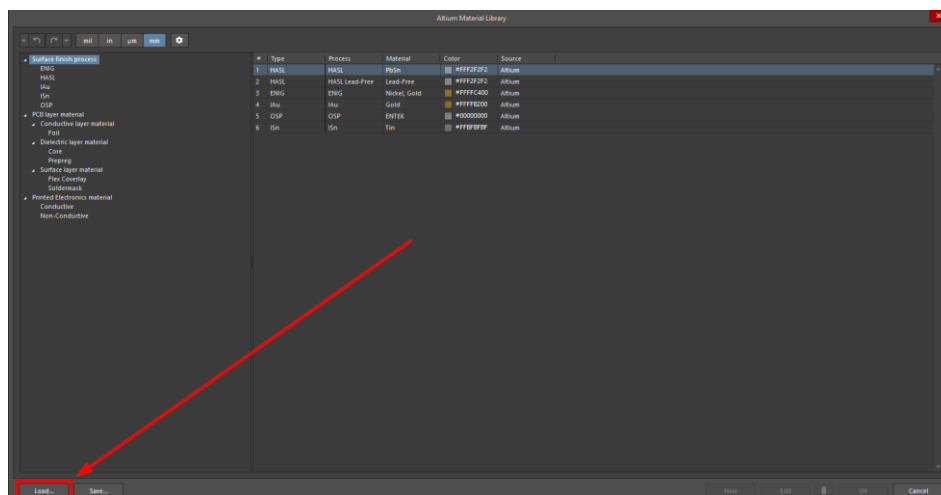 Altium Material Library
mil in µm mm
Surface finish process
ENIG
HASL
IAu
ISn
OSP
PCB layer material
Conductive layer material
Foil
Dielectric layer material
Core
Prepreg
Surface layer material
Flex Coverlay
Soldermask
Printed Electronics material
Conductive
Non-Conductive
# Type Process Material Color Source
1 HASL HASL PbSn #FFF2F2F2 Altium
2 HASL HASL Lead-Free Lead-Free #FFF2F2F2 Altium
3 ENIG ENIG Nickel, Gold #FFFFC400 Altium
4 IAu IAu Gold #FFFFB200 Altium
5 OSP OSP ENTEK #00000000 Altium
6 ISn ISn Tin #FFBFBFBF Altium
Load... Save... New Edit Ok Cancel